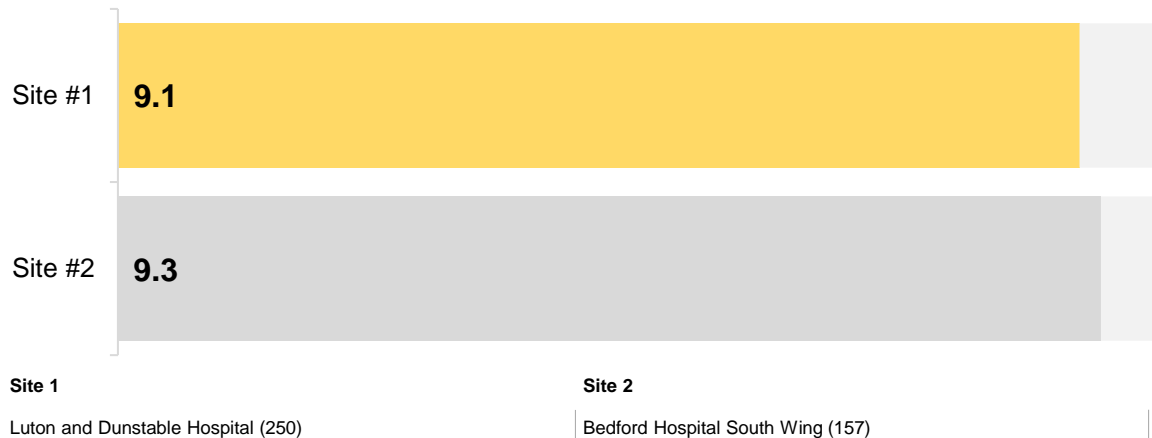 Site #1 9.1
Site #2 9.3
Site 1 Site 2
Luton and Dunstable Hospital (250) Bedford Hospital South Wing (157)